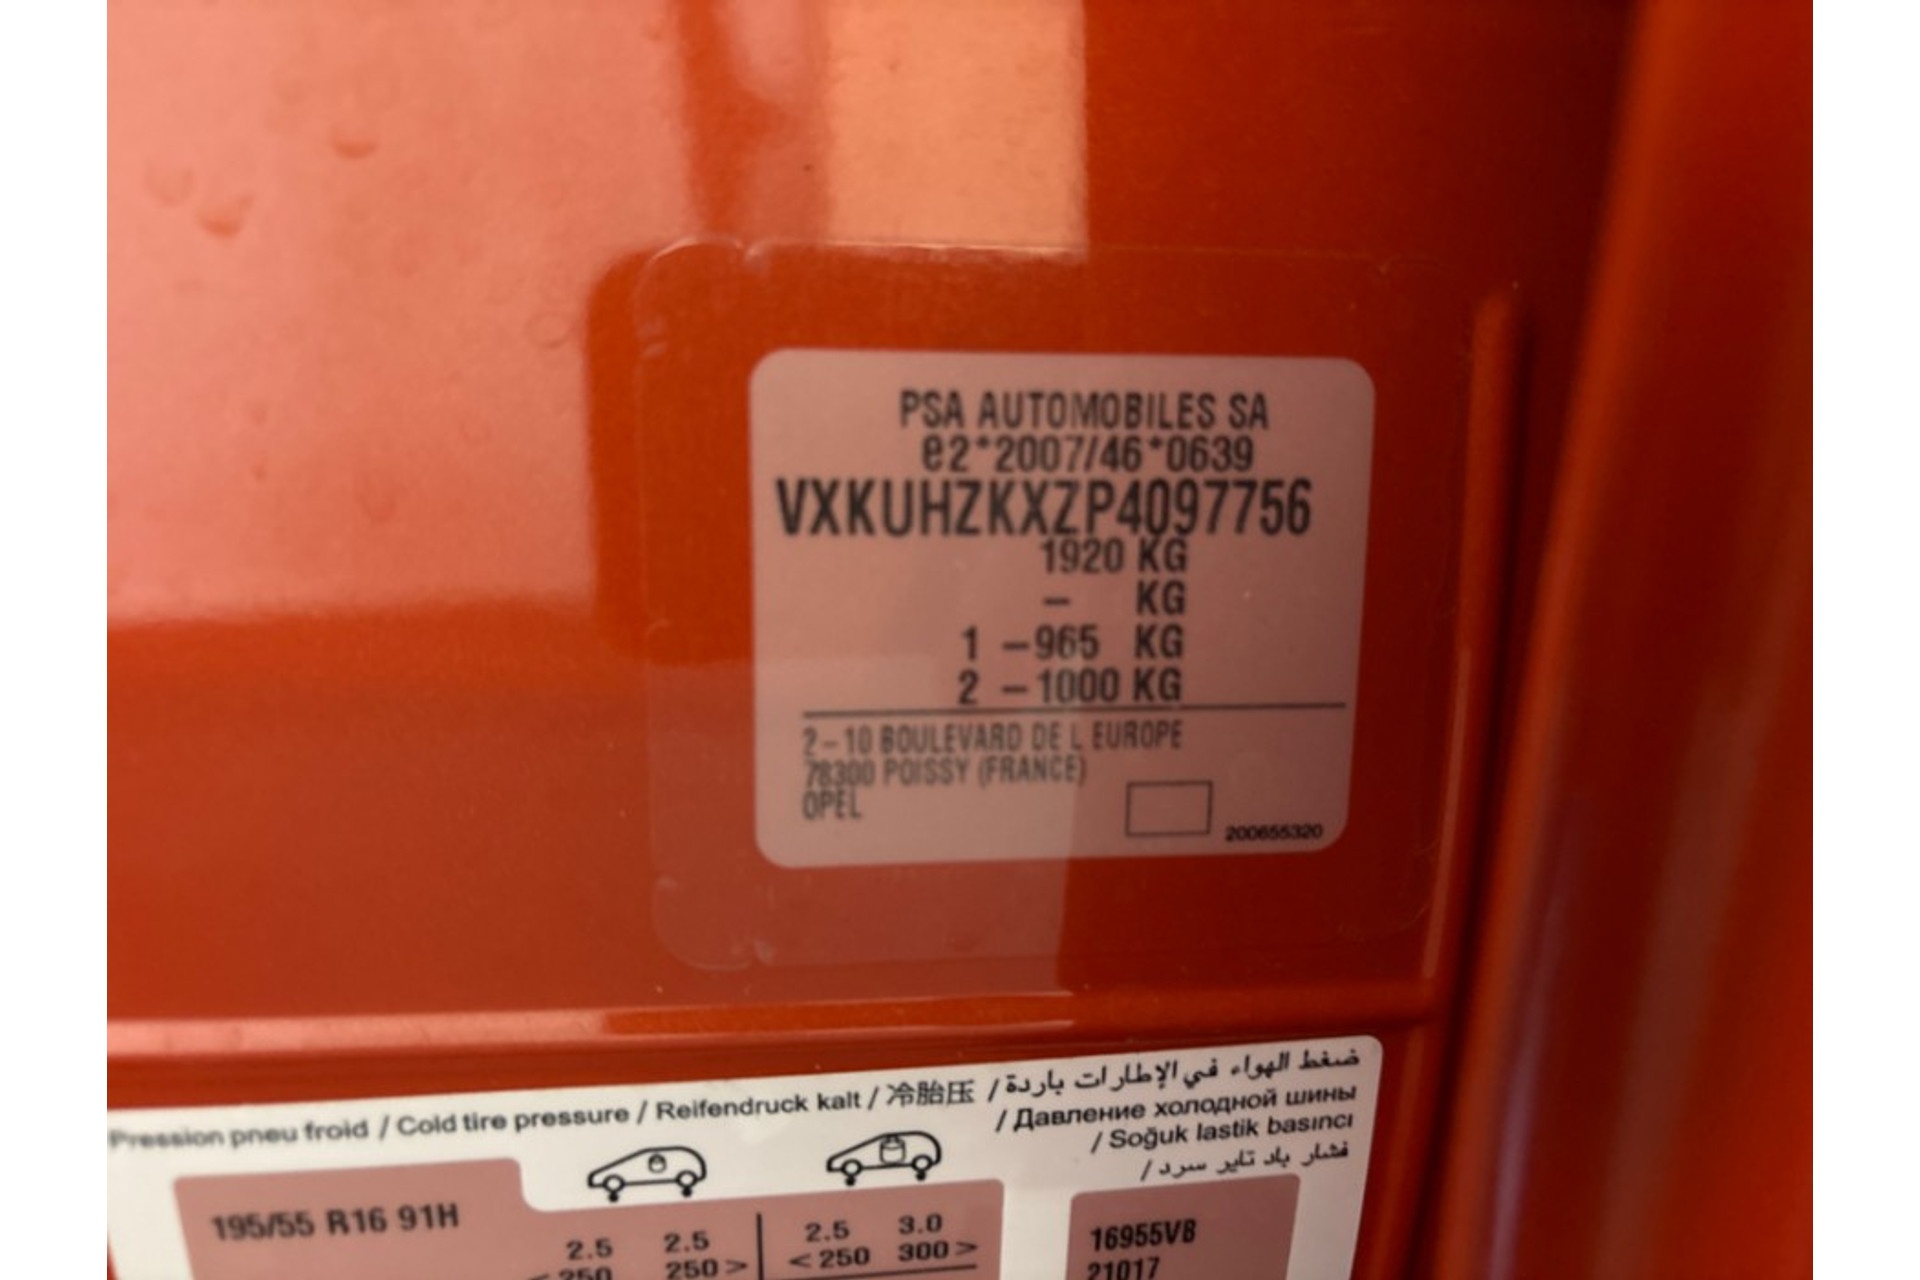 PSA AUTOMOBILES SA
e2*2007/46*0639
VXKUHZKXZP4097756
1920 KG
- KG
1 -965 KG
2 -1000 KG
2-10 BOULEVARD DE L EUROPE
78300 POISSY (FRANCE)
OPEL
200655320
Pression pneu froid / Cold tire pressure / Reifendruck kalt / 冷胎压 / ضغط الهواء في الإطارات باردة
/ Давление холодной шины
/ Soğuk lastik basıncı
/ فشار باد تایر سرد
195/55 R16 91H
2.5 2.5 2.5 3.0
<250 250> <250 300>
16955VB
21017